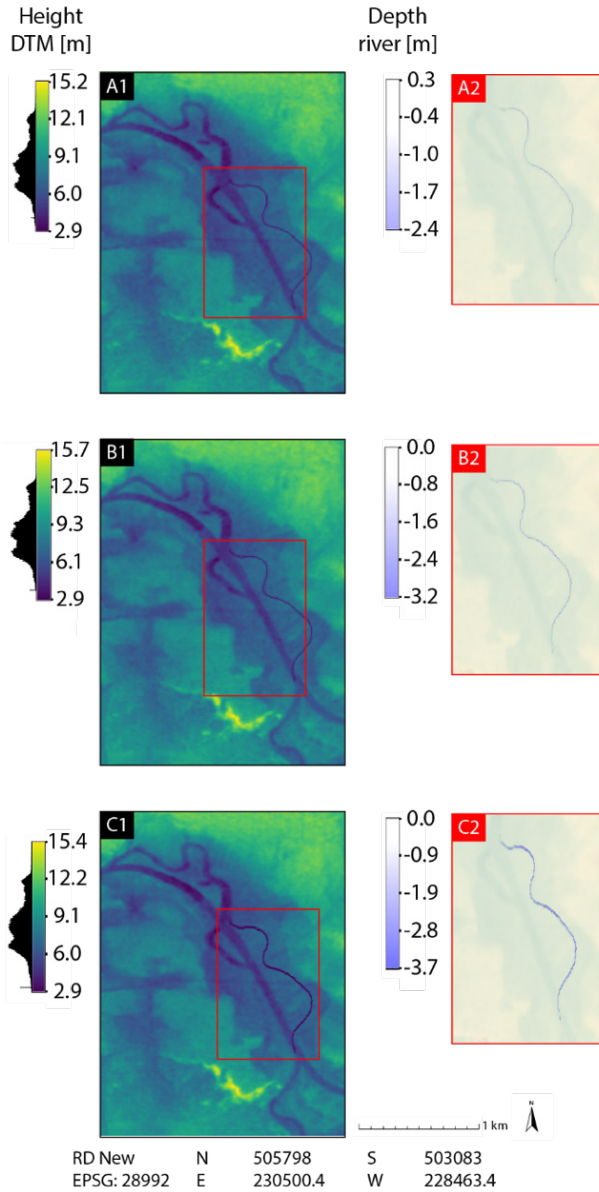 Height
DTM [m]
Depth
river [m]
15.2
12.1
9.1
6.0
2.9
A1
0.3
-0.4
-1.0
-1.7
-2.4
A2
15.7
12.5
9.3
6.1
2.9
B1
0.0
-0.8
-1.6
-2.4
-3.2
B2
15.4
12.2
9.1
6.0
2.9
C1
0.0
-0.9
-1.9
-2.8
-3.7
C2
1 km
N
RD New N 505798 S 503083
EPSG: 28992 E 230500.4 W 228463.4